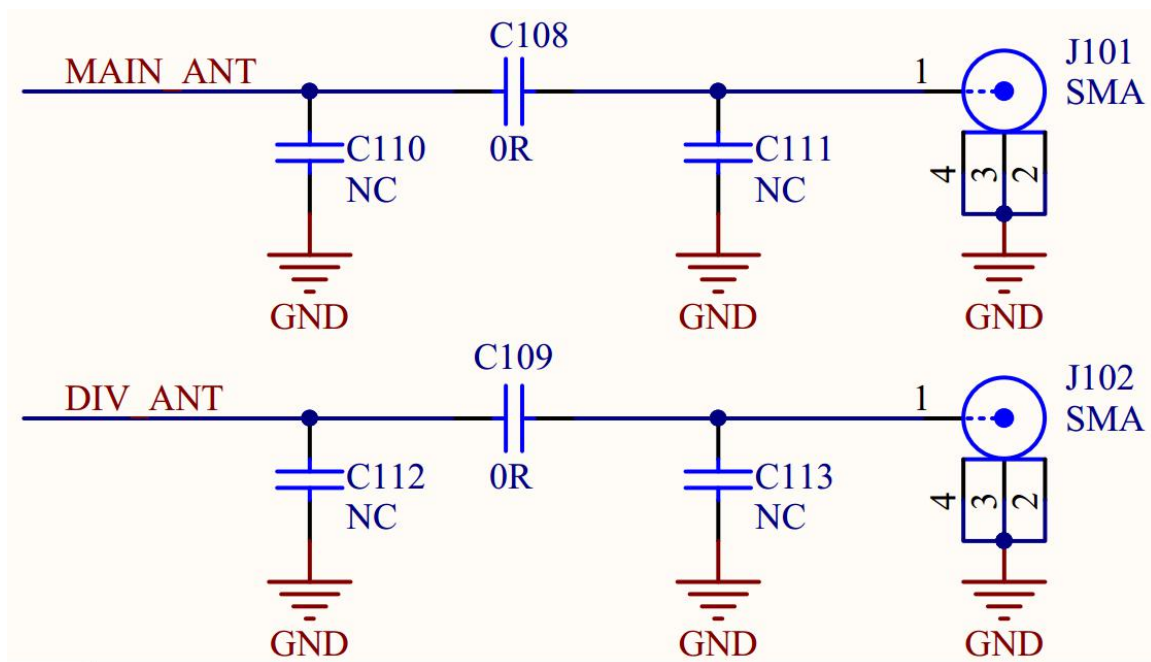 C108
MAIN_ANT
1
J101
SMA
C110
NC
0R
C111
NC
4
3
2
GND
GND
GND
C109
DIV_ANT
1
J102
SMA
C112
NC
0R
C113
NC
4
3
2
GND
GND
GND